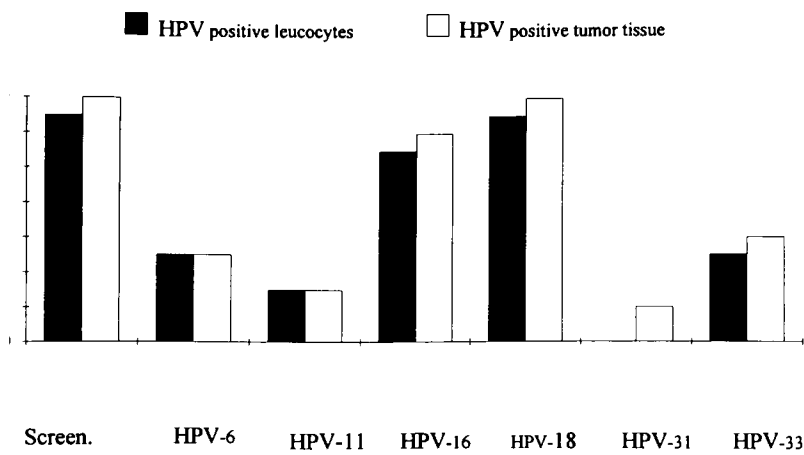 HPV positive leucocytes HPV positive tumor tissue
Screen. HPV-6 HPV-11 HPV-16 HPV-18 HPV-31 HPV-33